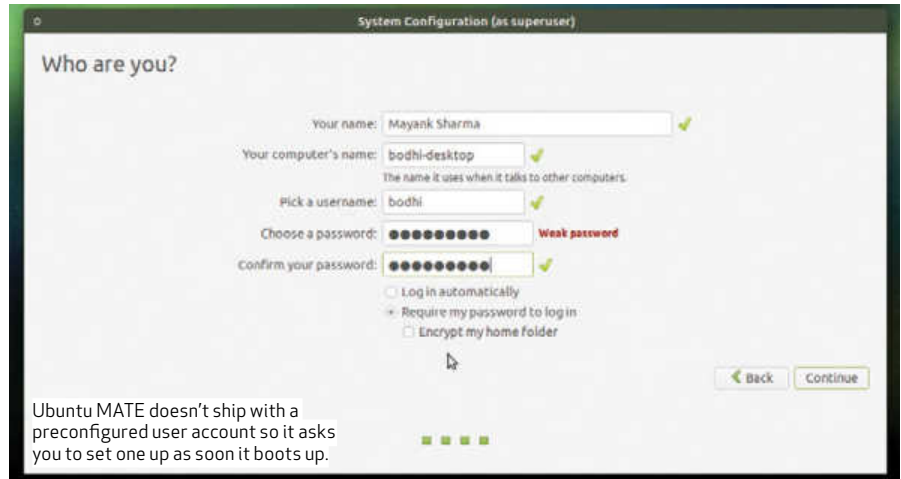 System Configuration (as superuser)
Who are you?
Your name: Mayank Sharma
Your computer's name: bodhi-desktop
The name it uses when it talks to other computers.
Pick a username: bodhi
Choose a password: ●●●●●●●●● Weak password
Confirm your password: ●●●●●●●●●
Log in automatically
Require my password to log in
Encrypt my home folder
Back Continue
Ubuntu MATE doesn't ship with a
preconfigured user account so it asks
you to set one up as soon it boots up.